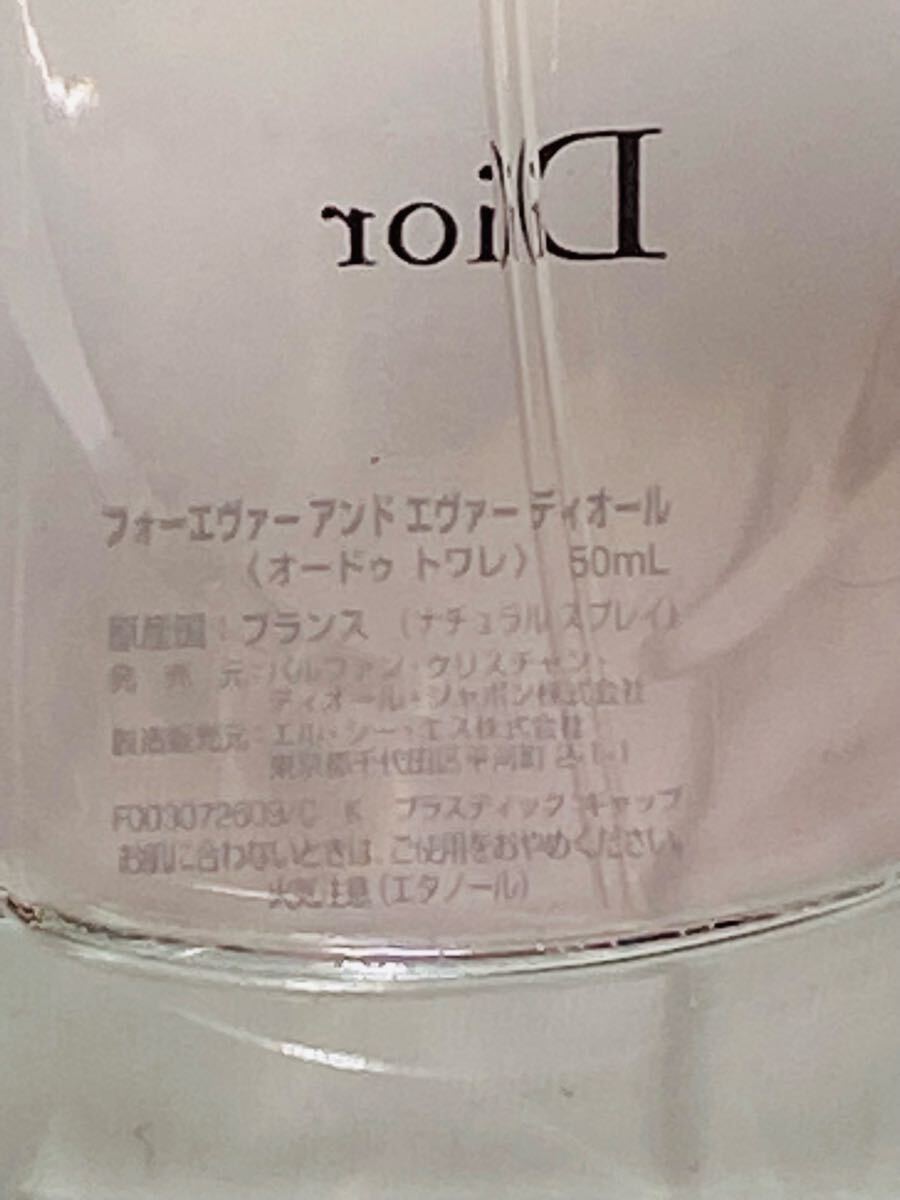 Dior
フォーエヴァー アンド エヴァー ディオール
〈オードゥ トワレ〉 50mL
原産国：フランス （ナチュラル スプレイ）
発 売 元：パルファン・クリスチャン・
ディオール・ジャポン株式会社
製造販売元：エル・シー・エス株式会社
東京都千代田区平河町 2-1-1
プラスティック：キャップ
お肌に合わないときは、ご使用をおやめください。
火気注意（エタノール）